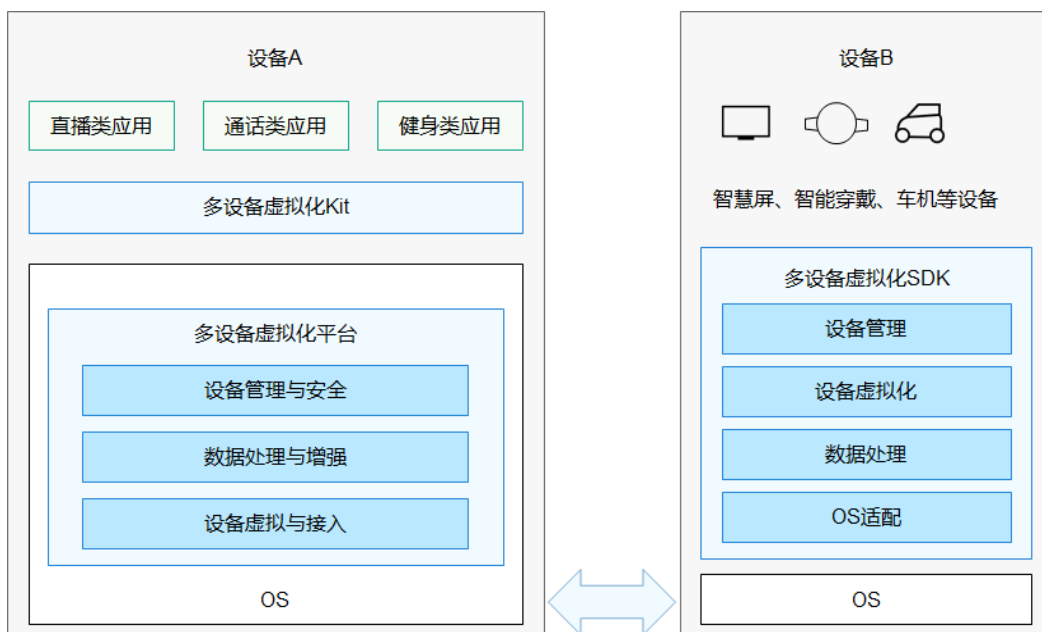 设备A
直播类应用
通话类应用
健身类应用
多设备虚拟化Kit
多设备虚拟化平台
设备管理与安全
数据处理与增强
设备虚拟与接入
OS
设备B
智慧屏、智能穿戴、车机等设备
多设备虚拟化SDK
设备管理
设备虚拟化
数据处理
OS适配
OS